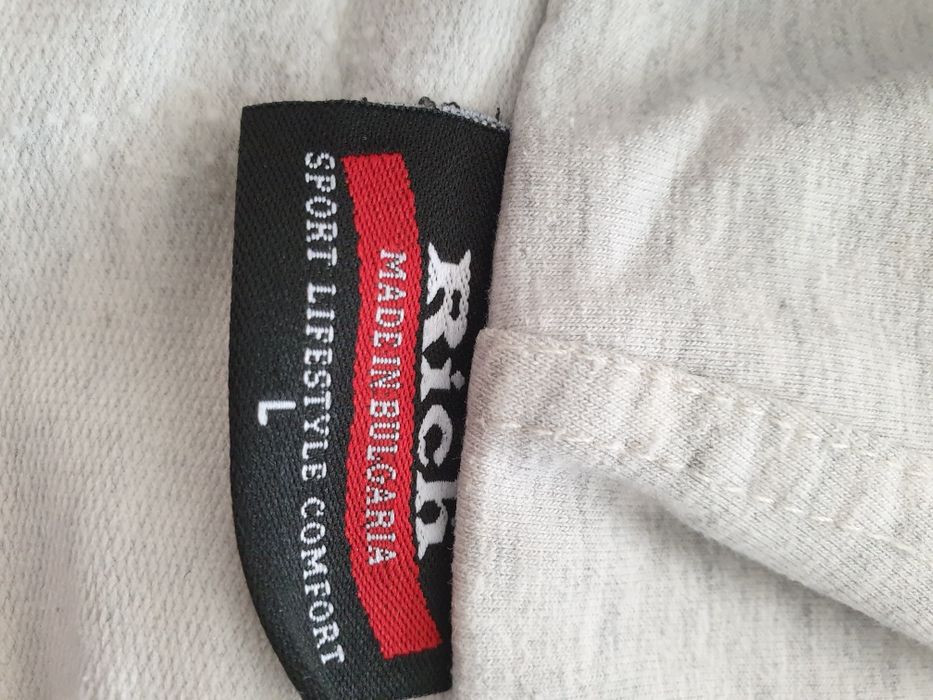 Rich
MADE IN BULGARIA
SPORT LIFESTYLE COMFORT
L